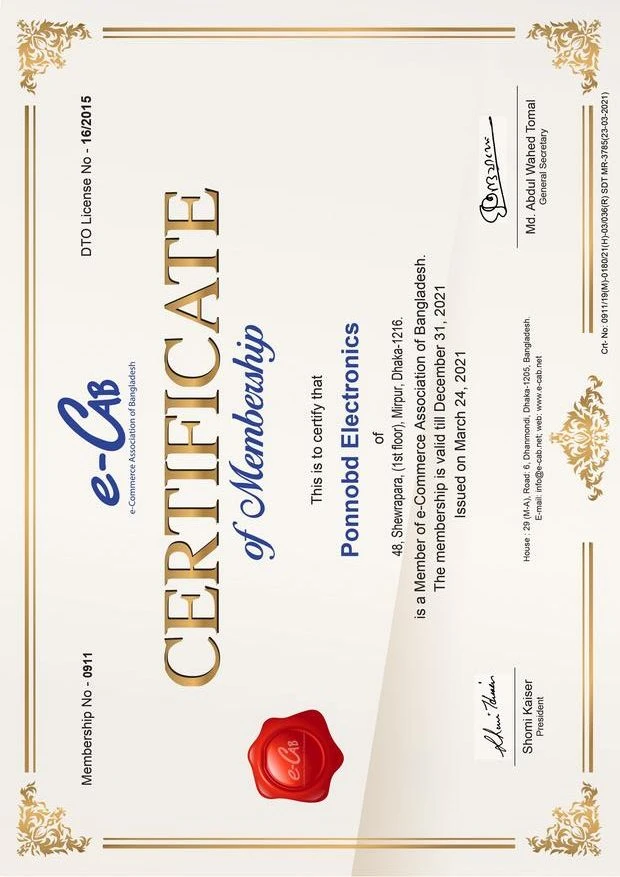 Membership No - 0911
DTO License No - 16/2015
e-CAB
e-Commerce Association of Bangladesh
CERTIFICATE
of Membership
This is to certify that
Ponnobd Electronics
of
48, Shewrapara, (1st floor), Mirpur, Dhaka-1216.
is a Member of e-Commerce Association of Bangladesh.
The membership is valid till December 31, 2021
Issued on March 24, 2021
e-CAB
Shomi Kaiser
President
Md. Abdul Wahed Tomal
General Secretary
House : 29 (M-A), Road: 6, Dhanmondi, Dhaka-1205, Bangladesh.
E-mail: info@e-cab.net; web: www.e-cab.net
Crt- No: 0911/19(M)-0180/21(H)-03/036(R) SDT MR-3785(23-03-2021)